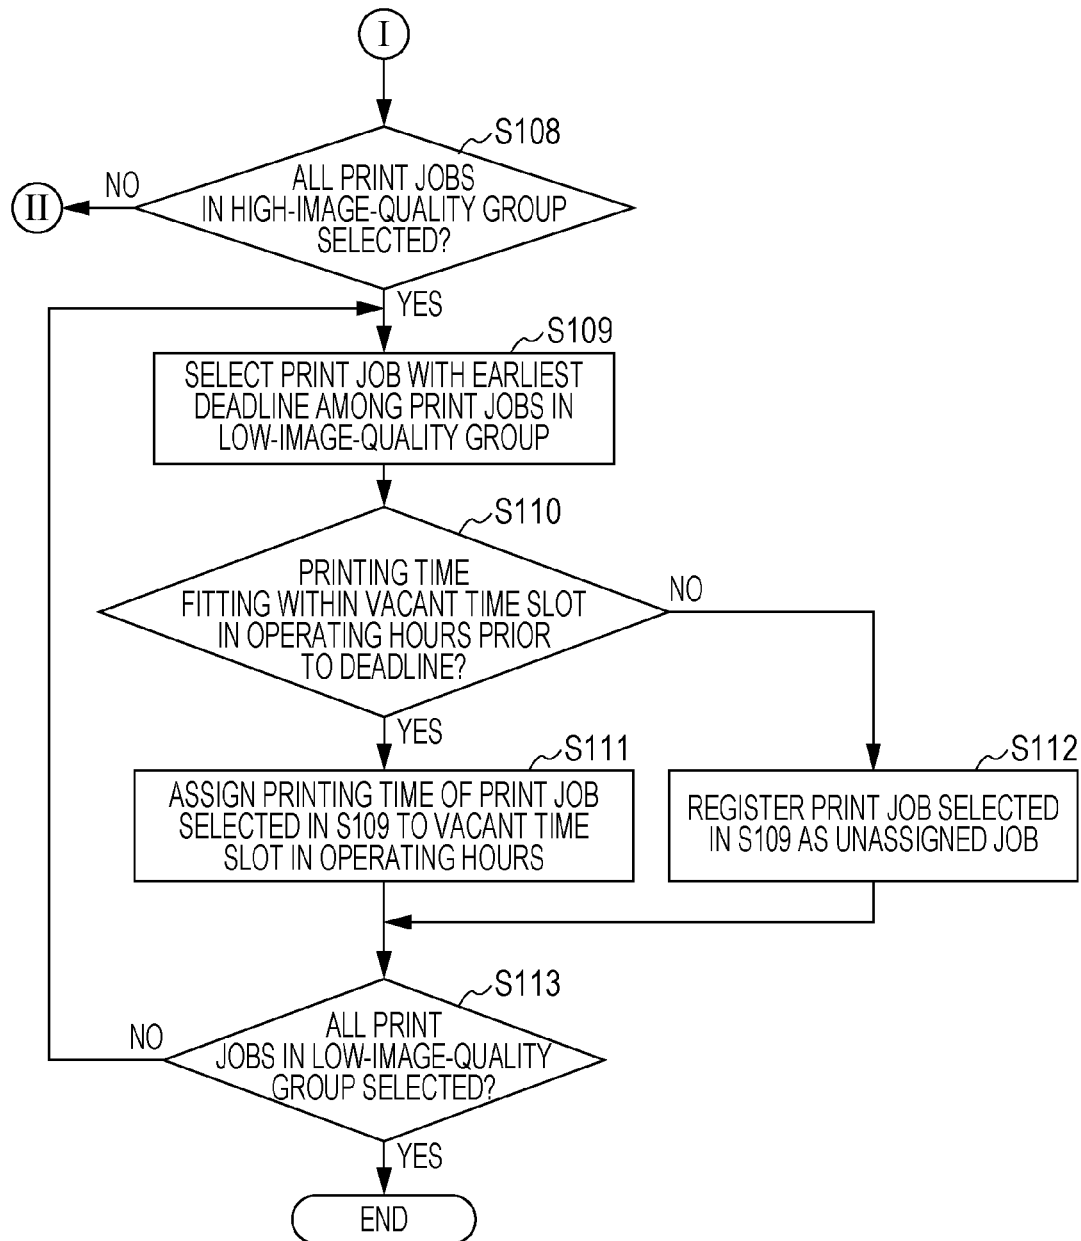 I
S108
ALL PRINT JOBS
IN HIGH-IMAGE-QUALITY GROUP
SELECTED?
NO
II
YES
S109
SELECT PRINT JOB WITH EARLIEST
DEADLINE AMONG PRINT JOBS IN
LOW-IMAGE-QUALITY GROUP
S110
PRINTING TIME
FITTING WITHIN VACANT TIME SLOT
IN OPERATING HOURS PRIOR
TO DEADLINE?
NO
YES
S111
ASSIGN PRINTING TIME OF PRINT JOB
SELECTED IN S109 TO VACANT TIME
SLOT IN OPERATING HOURS
S112
REGISTER PRINT JOB SELECTED
IN S109 AS UNASSIGNED JOB
S113
ALL PRINT
JOBS IN LOW-IMAGE-QUALITY
GROUP SELECTED?
NO
YES
END